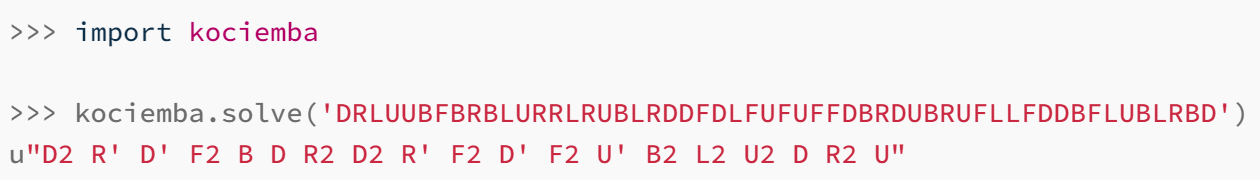 >>> import kociemba
>>> kociemba.solve('DRLUUBFBRBLURRLRUBLRDDFDLFUFUFFDBRDUBRUFLLFDDBFLUBLRBD')
u"D2 R' D' F2 B D R2 D2 R' F2 D' F2 U' B2 L2 U2 D R2 U"